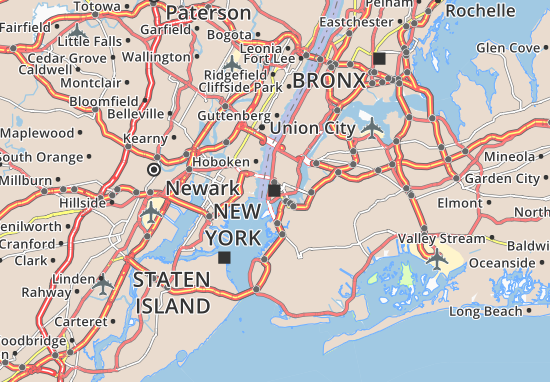 Pelham
Totowa
Fairfield
Paterson
Rochelle
Garfield
Bogota
Eastchester
Little Falls
Leonia
Glen Cove
Cedar Grove
Wallington
Fort Lee
Caldwell
Ridgefield
BRONX
Montclair
Cliffside Park
Bloomfield
Belleville
Guttenberg
Maplewood
Union City
Kearny
South Orange
Hoboken
Mineola
Millburn
Newark
Garden City
Hillside
NEW
YORK
Elmont
North
Kenilworth
Cranford
Valley Stream
Baldwi
Clark
Oceanside
Linden
STATEN
ISLAND
Rahway
Long Beach
Carteret
Woodbridge